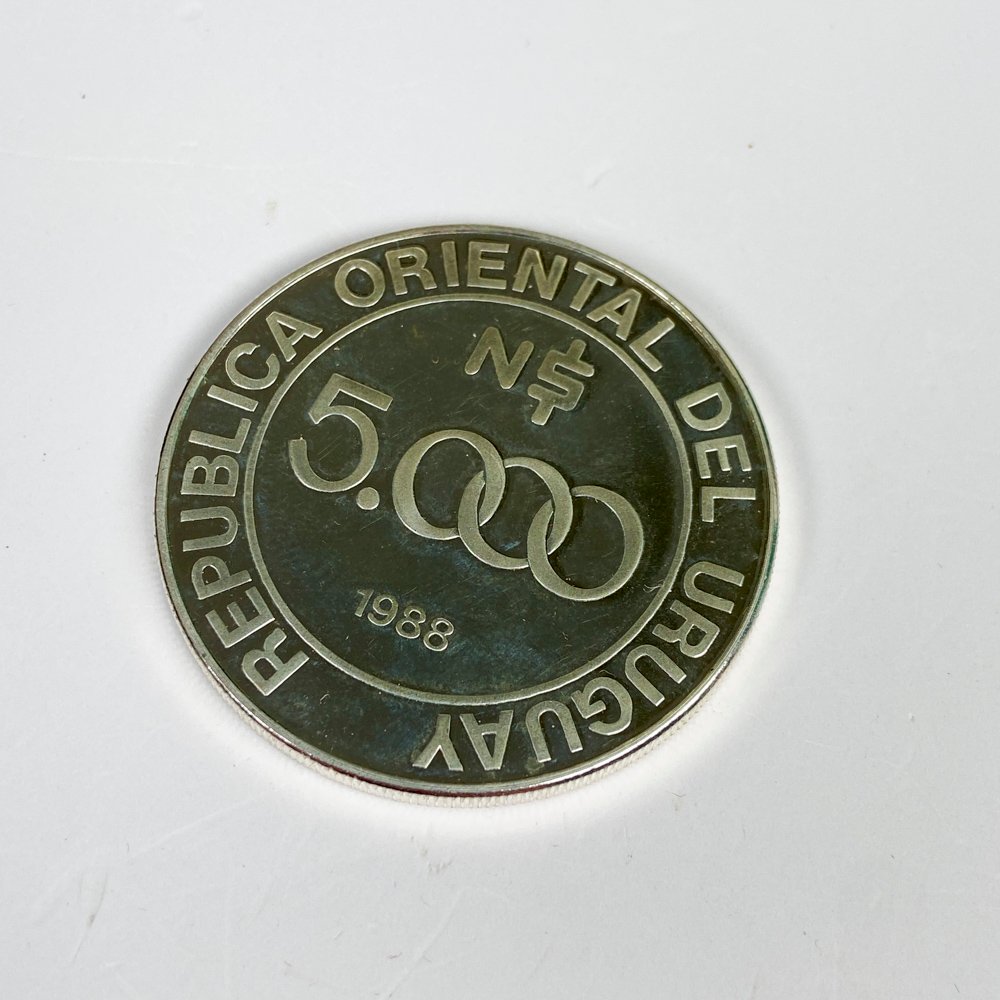 REPUBLICA ORIENTAL DEL URUGUAY
N$
5.000
1988